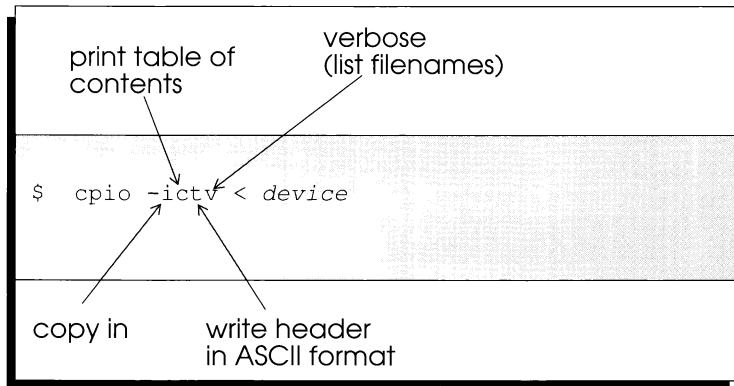 print table of
contents
verbose
(list filenames)
$ cpio -ictv < device
copy in
write header
in ASCII format